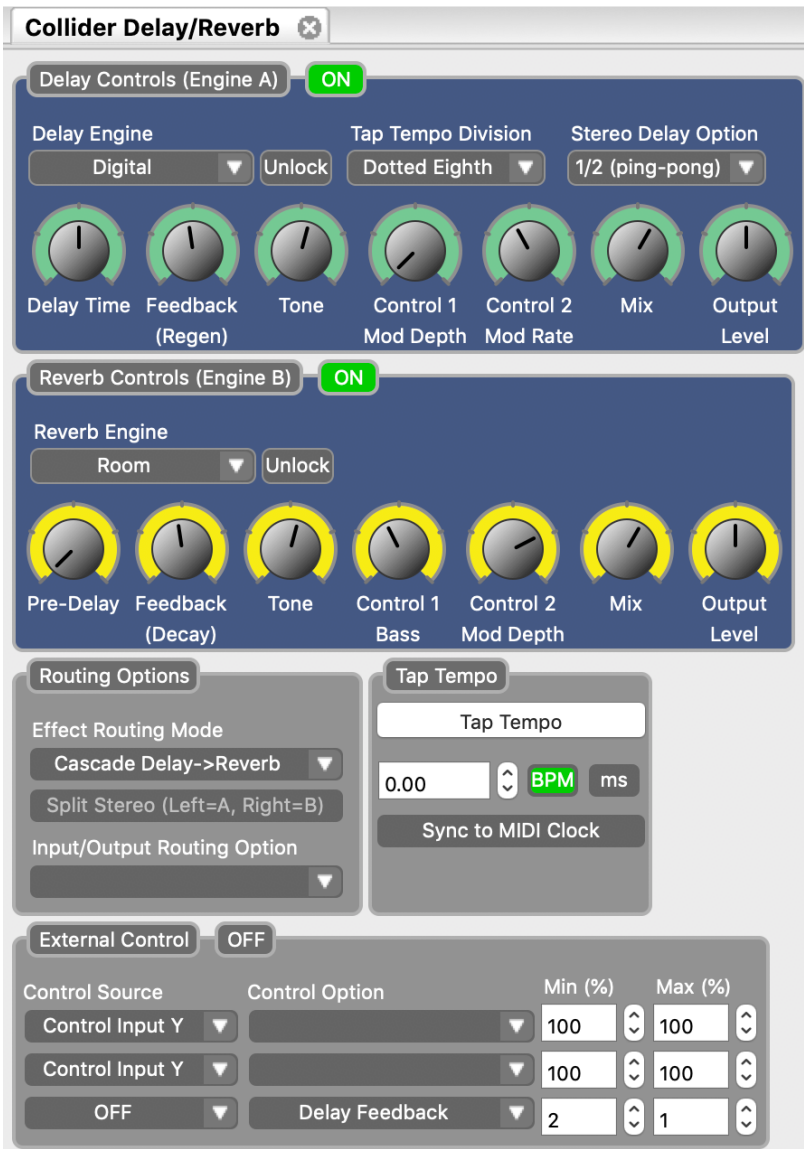 Collider Delay/Reverb
Delay Controls (Engine A) ON
Delay Engine Tap Tempo Division Stereo Delay Option
Digital Unlock Dotted Eighth 1/2 (ping-pong)
Delay Time Feedback Tone Control 1 Control 2 Mix Output
(Regen) Mod Depth Mod Rate Level
Reverb Controls (Engine B) ON
Reverb Engine
Room Unlock
Pre-Delay Feedback Tone Control 1 Control 2 Mix Output
(Decay) Bass Mod Depth Level
Routing Options
Effect Routing Mode
Cascade Delay->Reverb
Split Stereo (Left=A, Right=B)
Input/Output Routing Option
Tap Tempo
Tap Tempo
0.00 BPM ms
Sync to MIDI Clock
External Control OFF
Control Source Control Option Min (%) Max (%)
Control Input Y 100 100
Control Input Y 100 100
OFF Delay Feedback 2 1